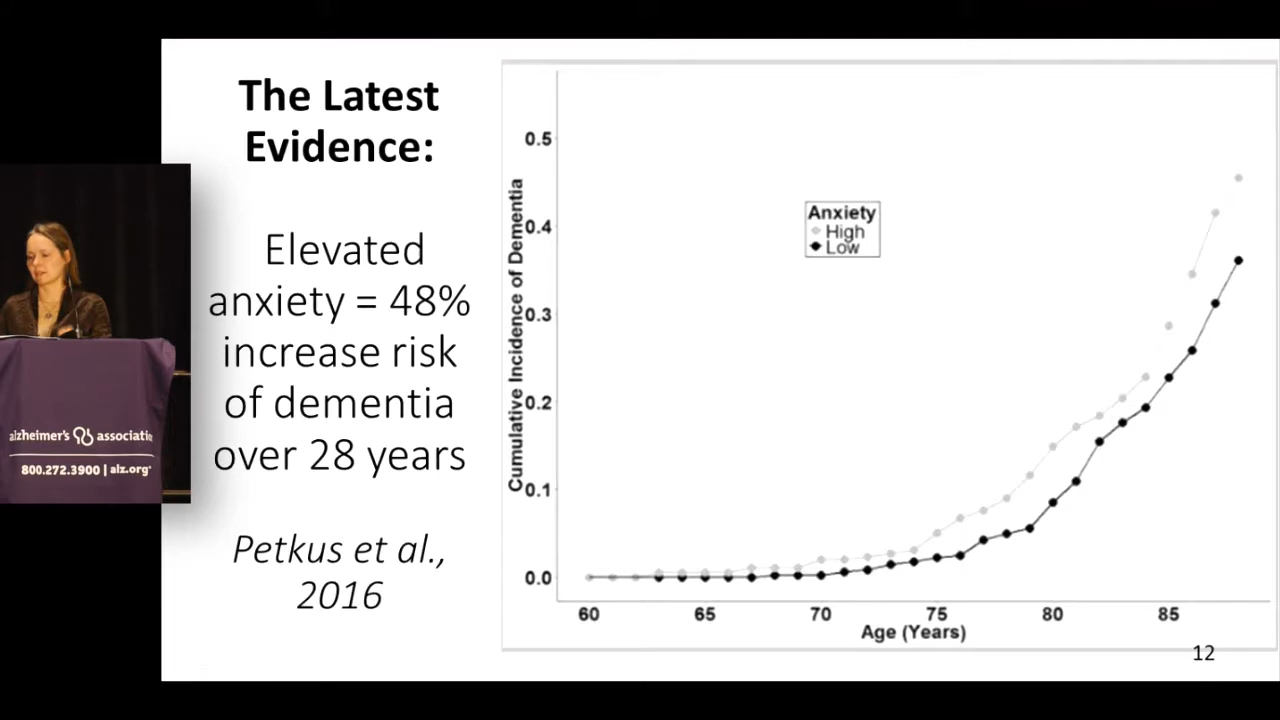 The Latest
Evidence:
Elevated
anxiety = 48%
increase risk
of dementia
over 28 years
Petkus et al.,
2016
Cumulative Incidence of Dementia
0.5
0.4
0.3
0.2
0.1
0.0
Anxiety
High
Low
60 65 70 75 80 85
Age (Years)
12
alzheimer's associatio
800.272.3900 | alz.org®